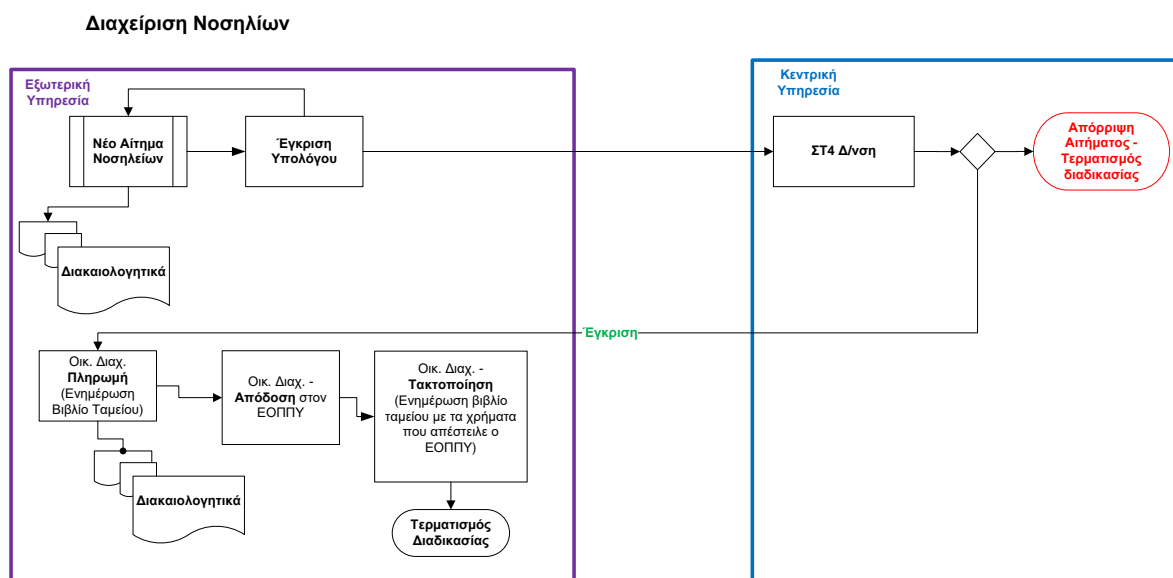 Διαχείριση Νοσηλίων
Εξωτερική
Υπηρεσία
Νέο Αίτημα
Νοσηλείων
Έγκριση
Υπολόγου
Διακαιολογητικά
Κεντρική
Υπηρεσία
ΣΤ4 Δ/νση
Απόρριψη
Αιτήματος -
Τερματισμός
διαδικασίας
Έγκριση
Οικ. Διαχ.
Πληρωμή
(Ενημέρωση
Βιβλίο Ταμείου)
Οικ. Διαχ. -
Απόδοση στον
ΕΟΠΠΥ
Οικ. Διαχ. -
Τακτοποίηση
(Ενημέρωση βιβλίο
ταμείου με τα χρήματα
που απέστειλε ο
ΕΟΠΠΥ)
Διακαιολογητικά
Τερματισμός
Διαδικασίας